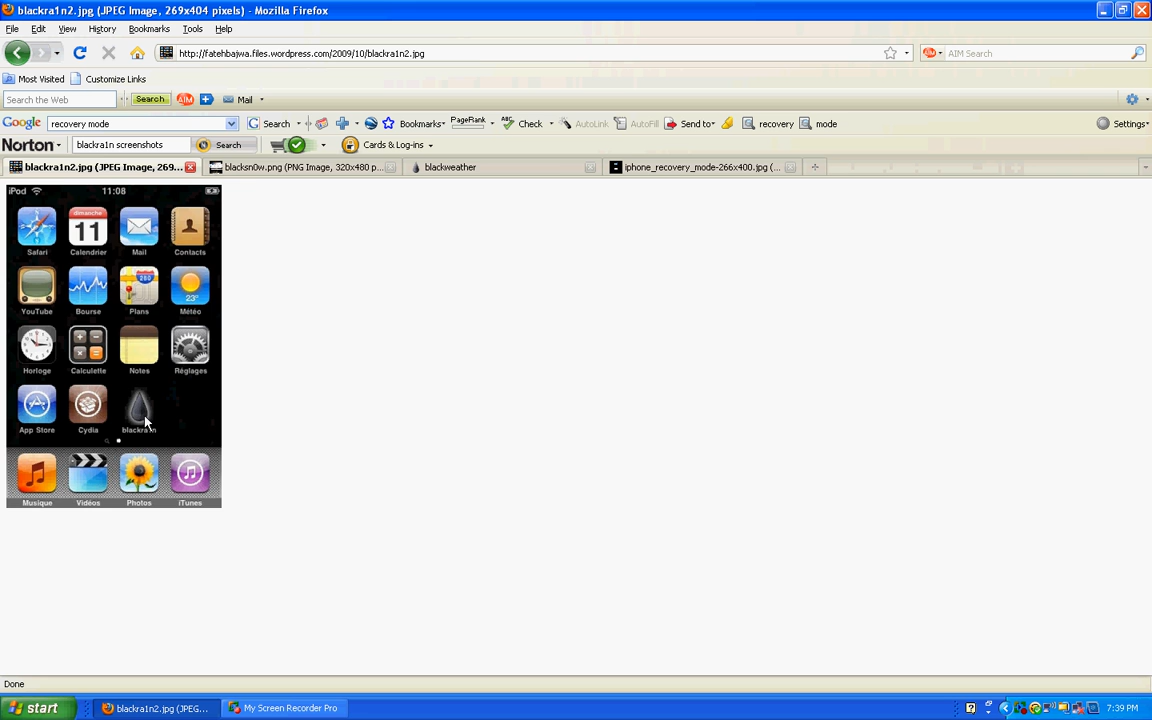 blackra1n2.jpg (JPEG Image, 269x404 pixels) - Mozilla Firefox
File Edit View History Bookmarks Tools Help
http://fatehbajwa.files.wordpress.com/2009/10/blackra1n2.jpg AIM Search
Most Visited Customize Links
Search the Web Search AIM Mail
Google recovery mode Search Bookmarks PageRank Check AutoLink AutoFill Send to recovery mode Settings
Norton blackra1n screenshots Search Cards & Log-ins
blackra1n2.jpg (JPEG Image, 269... blacksn0w.png (PNG Image, 320x480 p... blackweather iphone_recovery_mode-266x400.jpg (...
iPod 11:08
dimanche
11
280
23°
Safari Calendrier Mail Contacts
YouTube Bourse Plans Météo
Horloge Calculette Notes Réglages
App Store Cydia blackra1n
Musique Vidéos Photos iTunes
Done
start blackra1n2.jpg (JPEG... My Screen Recorder Pro 7:39 PM